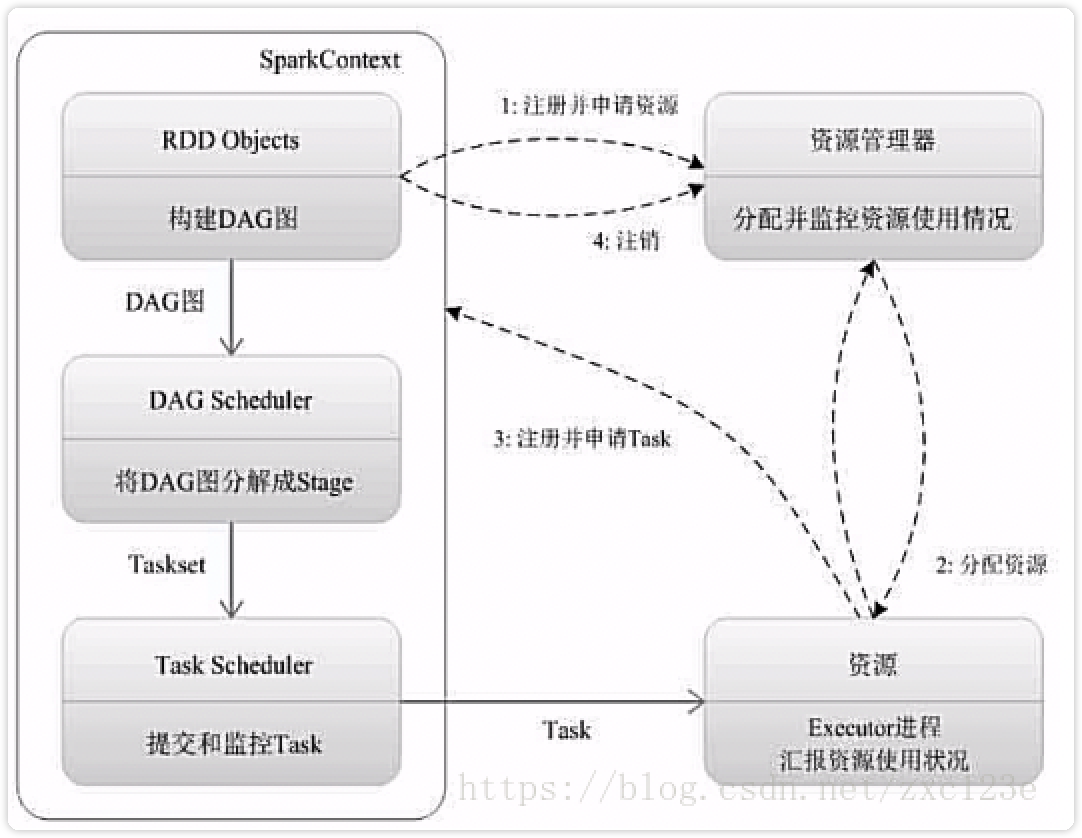 SparkContext
RDD Objects
构建DAG图
1: 注册并申请资源
4: 注销
资源管理器
分配并监控资源使用情况
DAG图
DAG Scheduler
将DAG图分解成Stage
3: 注册并申请Task
2: 分配资源
Taskset
Task Scheduler
提交和监控Task
Task
资源
Executor进程
汇报资源使用状况
https://blog.csdn.net/zxc123e